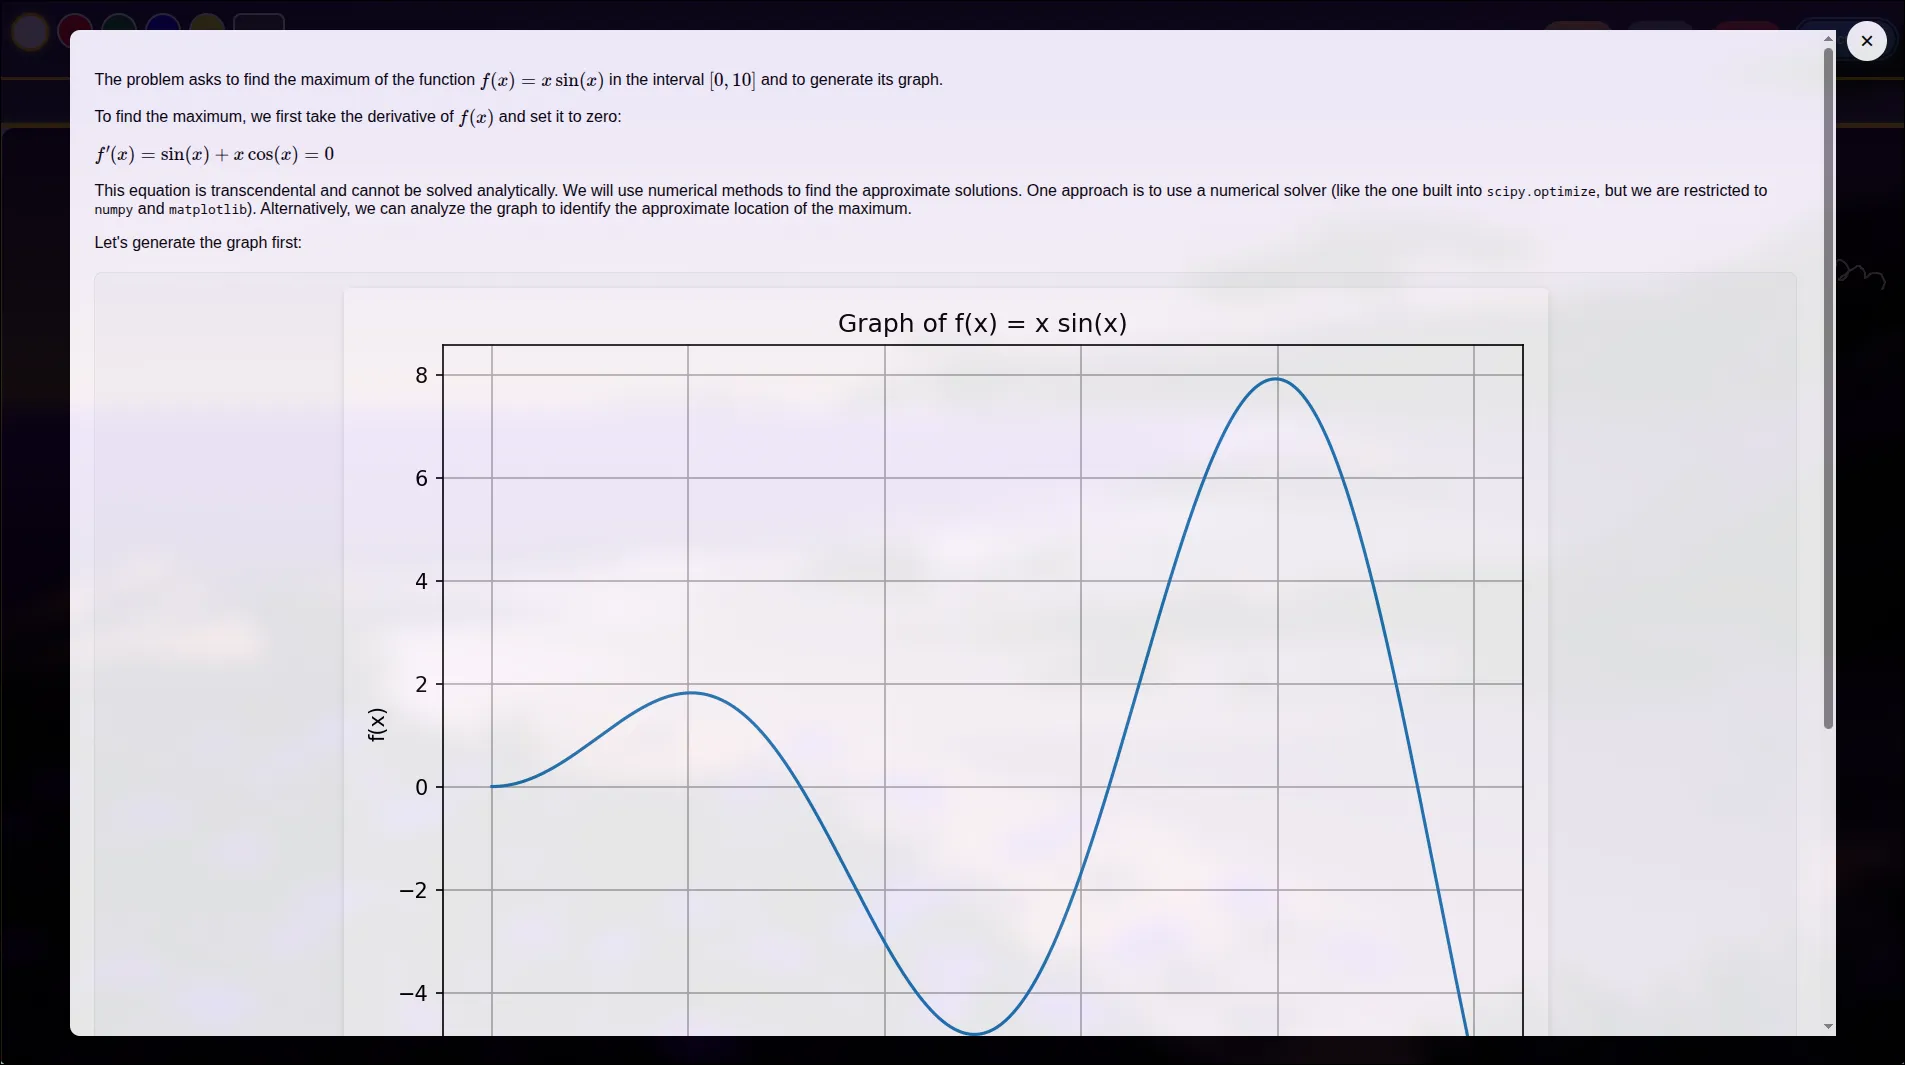 The problem asks to find the maximum of the function f(x) = x sin(x) in the interval [0, 10] and to generate its graph.
To find the maximum, we first take the derivative of f(x) and set it to zero:
f′(x) = sin(x) + x cos(x) = 0
This equation is transcendental and cannot be solved analytically. We will use numerical methods to find the approximate solutions. One approach is to use a numerical solver (like the one built into scipy.optimize, but we are restricted to
numpy and matplotlib). Alternatively, we can analyze the graph to identify the approximate location of the maximum.
Let's generate the graph first:
Graph of f(x) = x sin(x)
8
6
4
2
f(x)
0
−2
−4